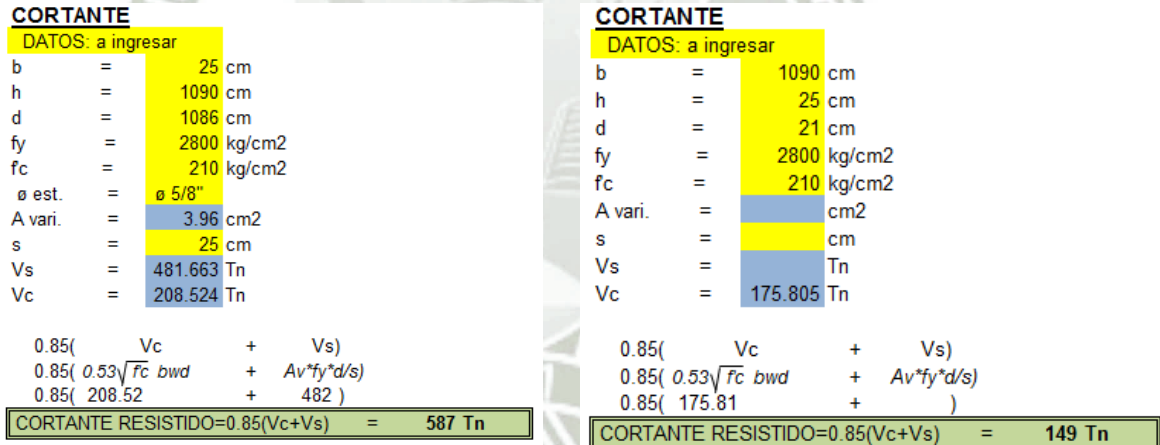 CORTANTE
DATOS: a ingresar
b = 25 cm
h = 1090 cm
d = 1086 cm
fy = 2800 kg/cm2
f'c = 210 kg/cm2
ø est. = ø 5/8"
A vari. = 3.96 cm2
s = 25 cm
Vs = 481.663 Tn
Vc = 208.524 Tn
0.85( Vc + Vs)
0.85( 0.53√f'c bwd + Av*fy*d/s)
0.85( 208.52 + 482 )
CORTANTE RESISTIDO=0.85(Vc+Vs) = 587 Tn
CORTANTE
DATOS: a ingresar
b = 1090 cm
h = 25 cm
d = 21 cm
fy = 2800 kg/cm2
f'c = 210 kg/cm2
A vari. = cm2
s = cm
Vs = Tn
Vc = 175.805 Tn
0.85( Vc + Vs)
0.85( 0.53√f'c bwd + Av*fy*d/s)
0.85( 175.81 + )
CORTANTE RESISTIDO=0.85(Vc+Vs) = 149 Tn